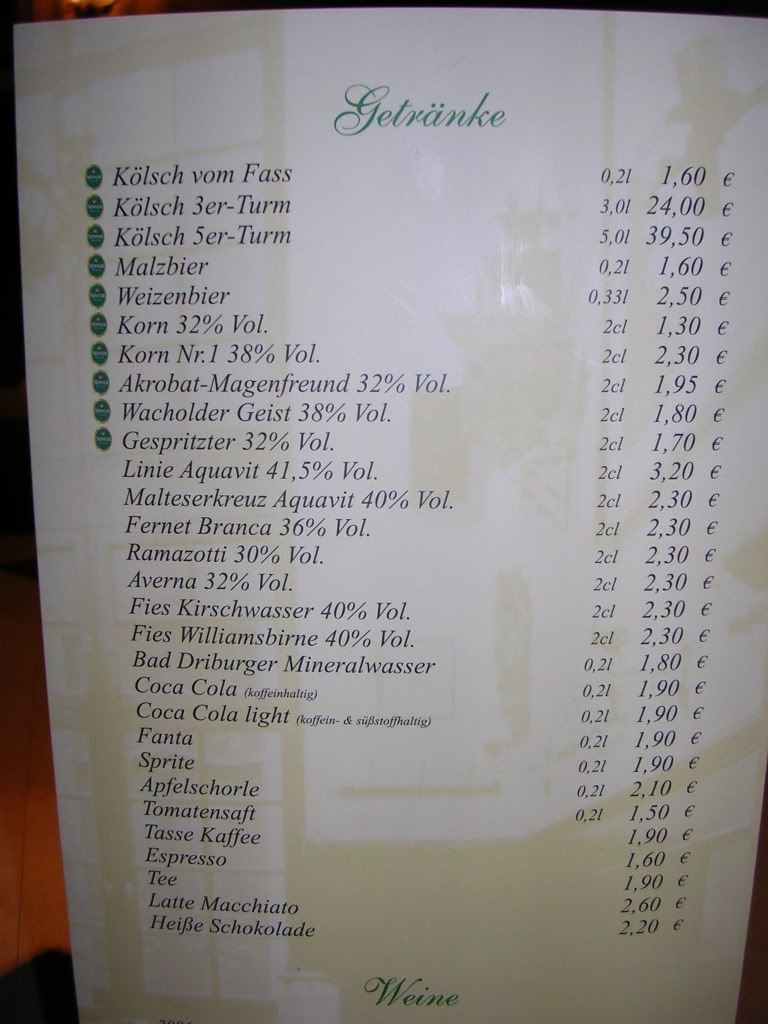 Getränke
Kölsch vom Fass 0,2l 1,60 €
Kölsch 3er-Turm 3,0l 24,00 €
Kölsch 5er-Turm 5,0l 39,50 €
Malzbier 0,2l 1,60 €
Weizenbier 0,33l 2,50 €
Korn 32% Vol. 2cl 1,30 €
Korn Nr.1 38% Vol. 2cl 2,30 €
Akrobat-Magenfreund 32% Vol. 2cl 1,95 €
Wacholder Geist 38% Vol. 2cl 1,80 €
Gespritzter 32% Vol. 2cl 1,70 €
Linie Aquavit 41,5% Vol. 2cl 3,20 €
Malteserkreuz Aquavit 40% Vol. 2cl 2,30 €
Fernet Branca 36% Vol. 2cl 2,30 €
Ramazotti 30% Vol. 2cl 2,30 €
Averna 32% Vol. 2cl 2,30 €
Fies Kirschwasser 40% Vol. 2cl 2,30 €
Fies Williamsbirne 40% Vol. 2cl 2,30 €
Bad Driburger Mineralwasser 0,2l 1,80 €
Coca Cola (koffeinhaltig) 0,2l 1,90 €
Coca Cola light (koffein- & süßstoffhaltig) 0,2l 1,90 €
Fanta 0,2l 1,90 €
Sprite 0,2l 1,90 €
Apfelschorle 0,2l 2,10 €
Tomatensaft 0,2l 1,50 €
Tasse Kaffee 1,90 €
Espresso 1,60 €
Tee 1,90 €
Latte Macchiato 2,60 €
Heiße Schokolade 2,20 €
Weine